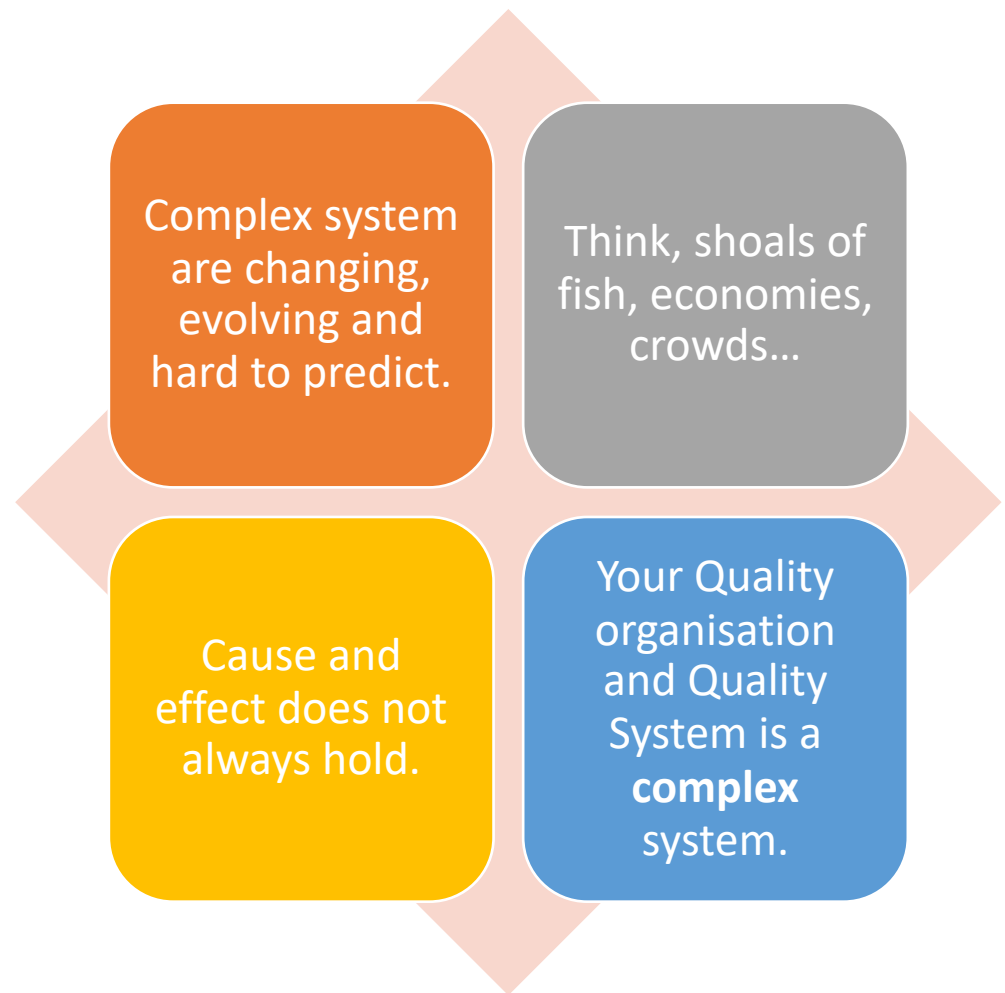 Complex system
are changing,
evolving and
hard to predict.
Think, shoals of
fish, economies,
crowds…
Cause and
effect does not
always hold.
Your Quality
organisation
and Quality
System is a
complex
system.